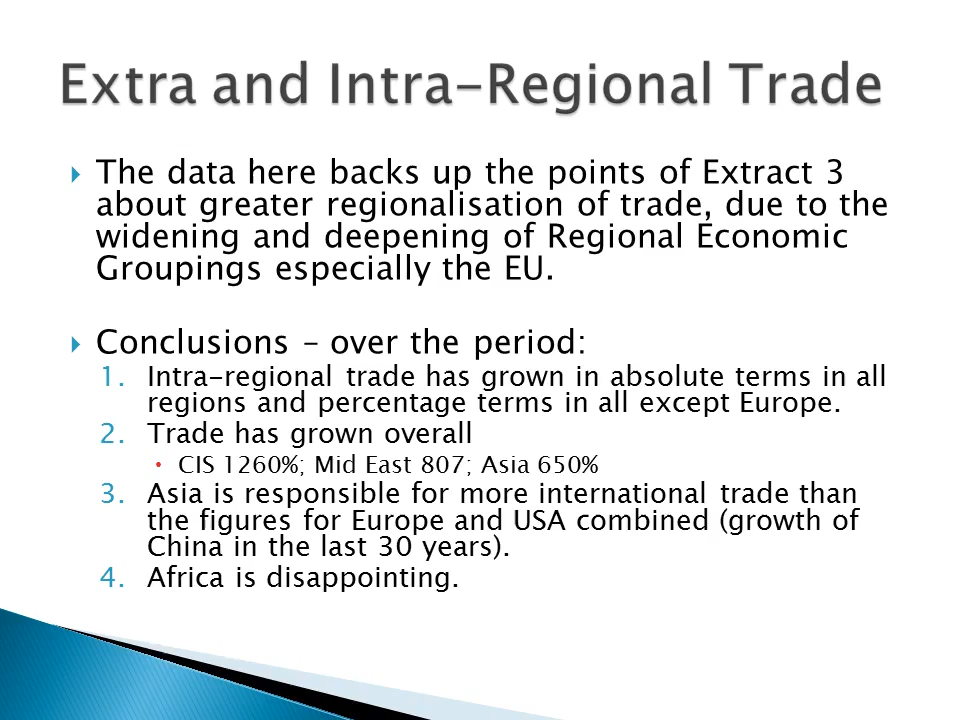 Extra and Intra-Regional Trade
The data here backs up the points of Extract 3
about greater regionalisation of trade, due to the
widening and deepening of Regional Economic
Groupings especially the EU.
Conclusions – over the period:
1. Intra-regional trade has grown in absolute terms in all
regions and percentage terms in all except Europe.
2. Trade has grown overall
• CIS 1260%; Mid East 807; Asia 650%
3. Asia is responsible for more international trade than
the figures for Europe and USA combined (growth of
China in the last 30 years).
4. Africa is disappointing.